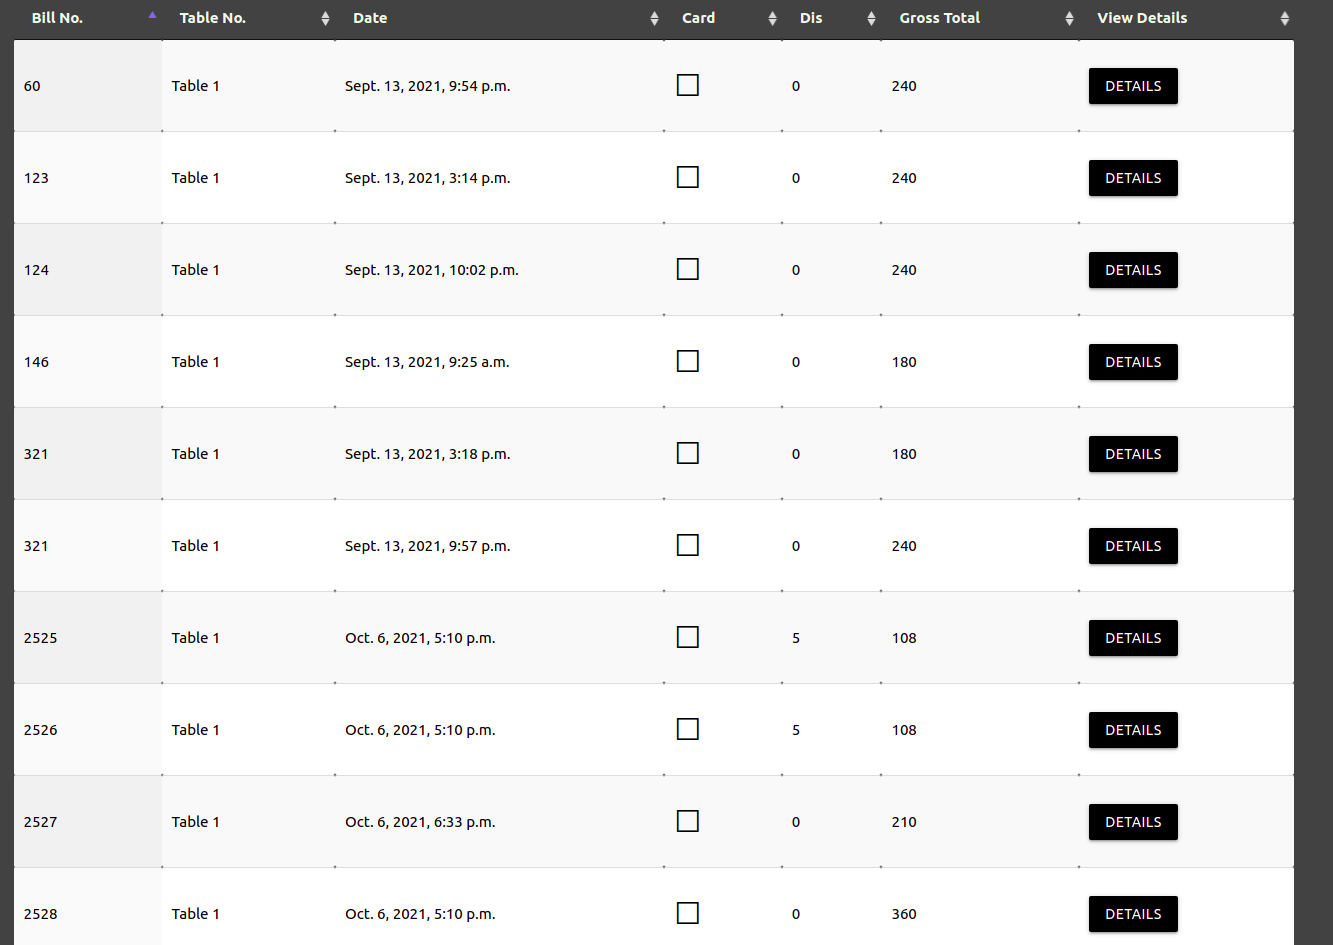 Bill No. Table No. Date Card Dis Gross Total View Details
60 Table 1 Sept. 13, 2021, 9:54 p.m. 0 240 DETAILS
123 Table 1 Sept. 13, 2021, 3:14 p.m. 0 240 DETAILS
124 Table 1 Sept. 13, 2021, 10:02 p.m. 0 240 DETAILS
146 Table 1 Sept. 13, 2021, 9:25 a.m. 0 180 DETAILS
321 Table 1 Sept. 13, 2021, 3:18 p.m. 0 180 DETAILS
321 Table 1 Sept. 13, 2021, 9:57 p.m. 0 240 DETAILS
2525 Table 1 Oct. 6, 2021, 5:10 p.m. 5 108 DETAILS
2526 Table 1 Oct. 6, 2021, 5:10 p.m. 5 108 DETAILS
2527 Table 1 Oct. 6, 2021, 6:33 p.m. 0 210 DETAILS
2528 Table 1 Oct. 6, 2021, 5:10 p.m. 0 360 DETAILS